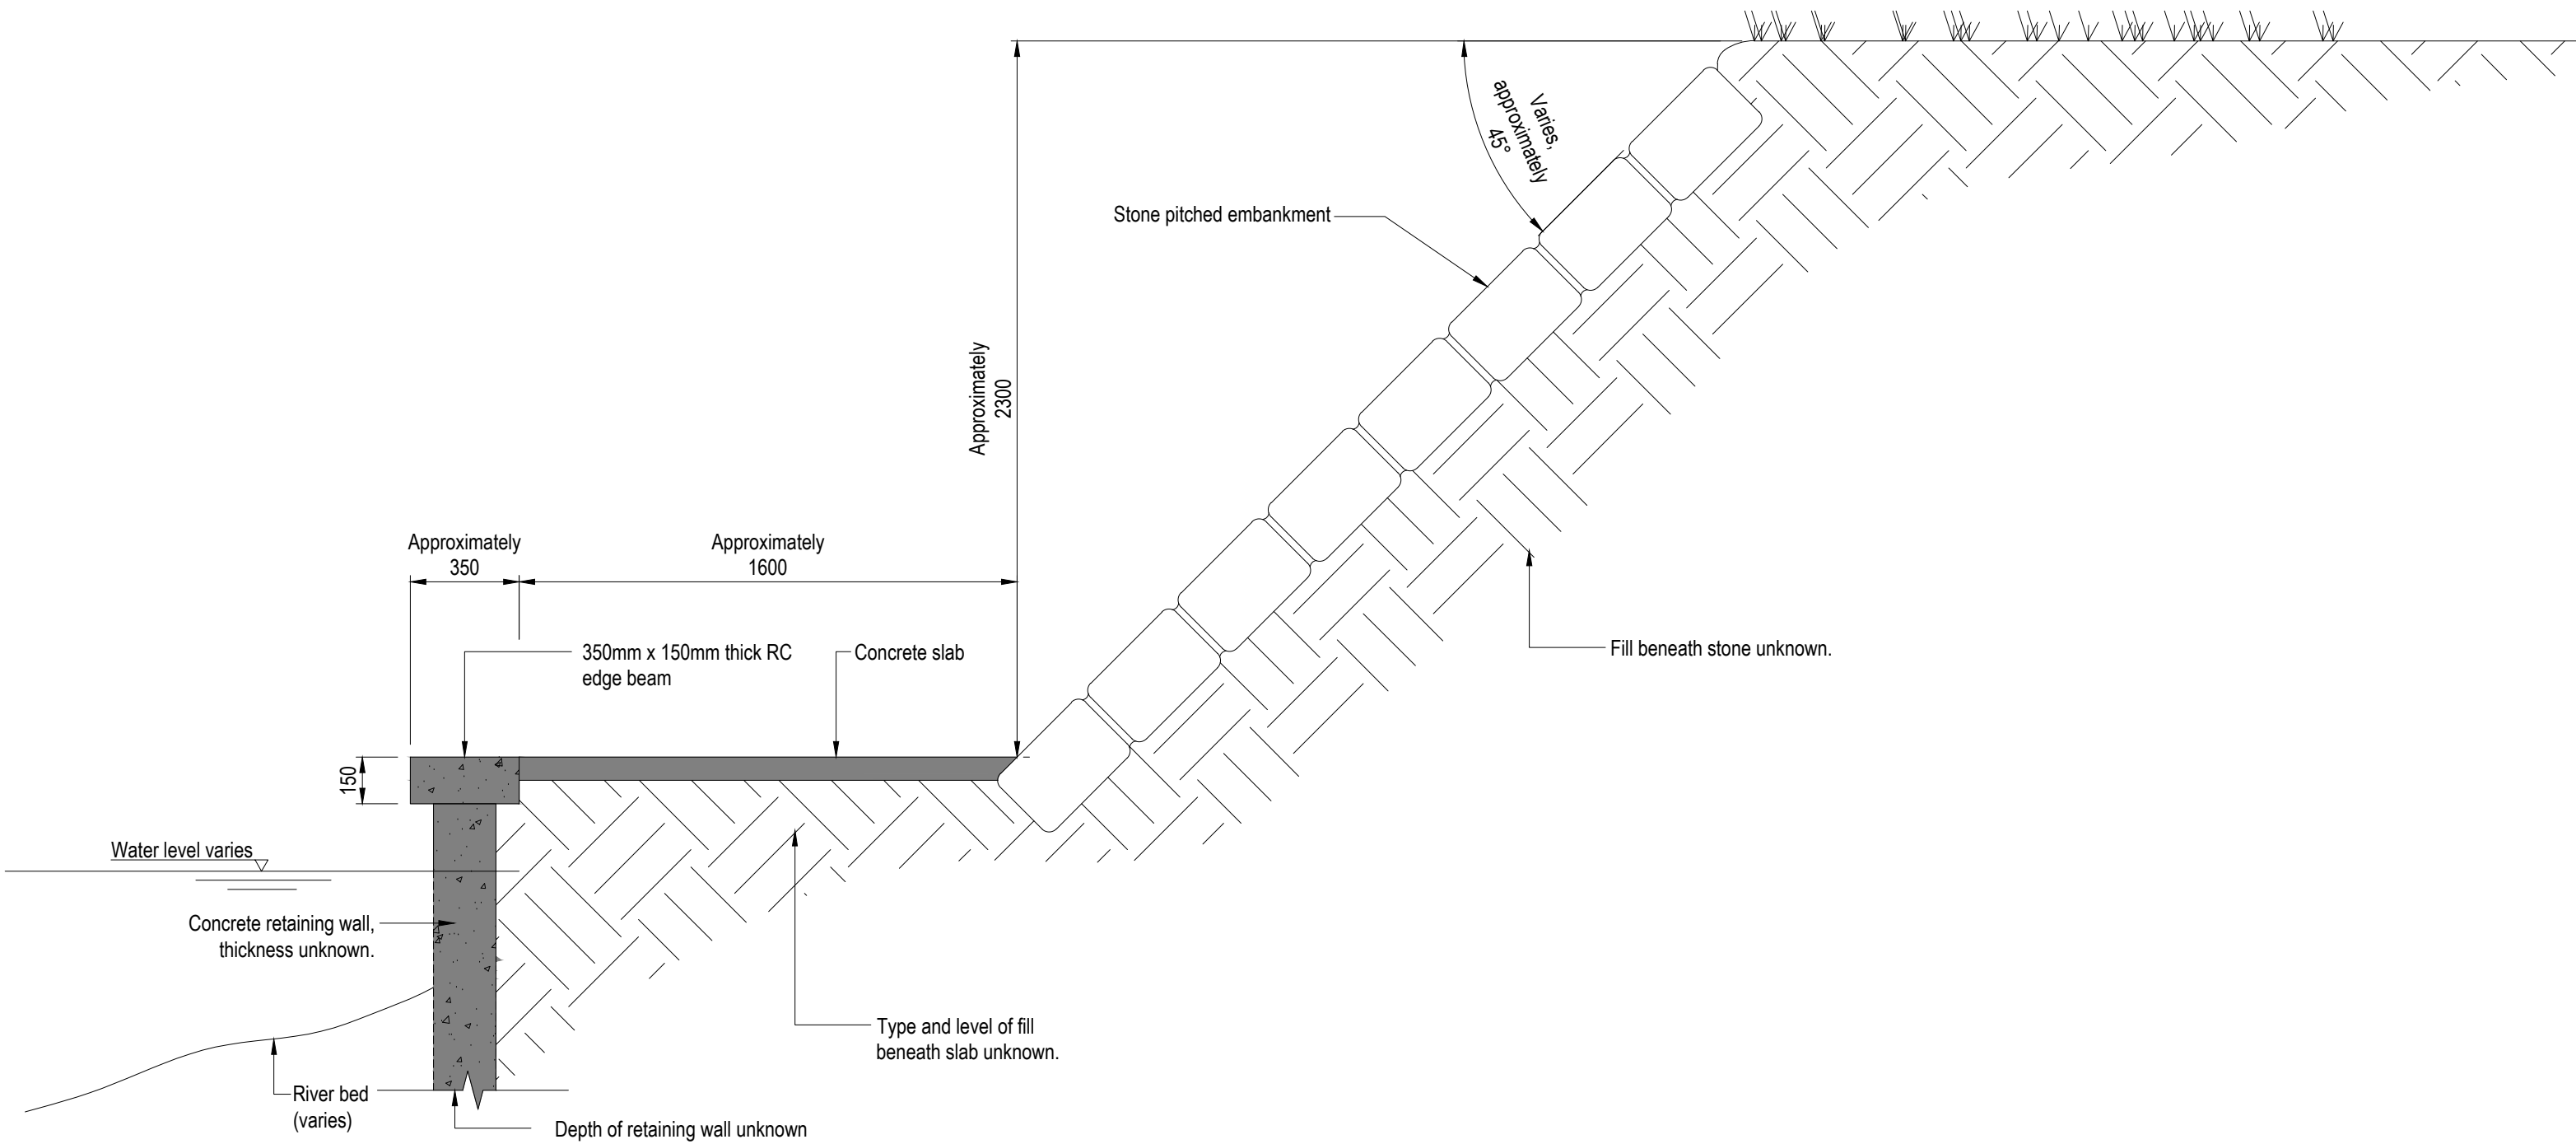 Varies,
approximately
45°
Stone pitched embankment
Approximately
2300
Approximately
350
Approximately
1600
350mm x 150mm thick RC
edge beam
Concrete slab
Fill beneath stone unknown.
150
Water level varies
Concrete retaining wall,
thickness unknown.
Type and level of fill
beneath slab unknown.
River bed
(varies)
Depth of retaining wall unknown